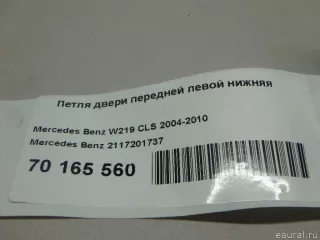 Петля двери передней левой нижняя
Mercedes Benz W219 CLS 2004-2010
Mercedes Benz 2117201737
70 165 560
eaural.ru/